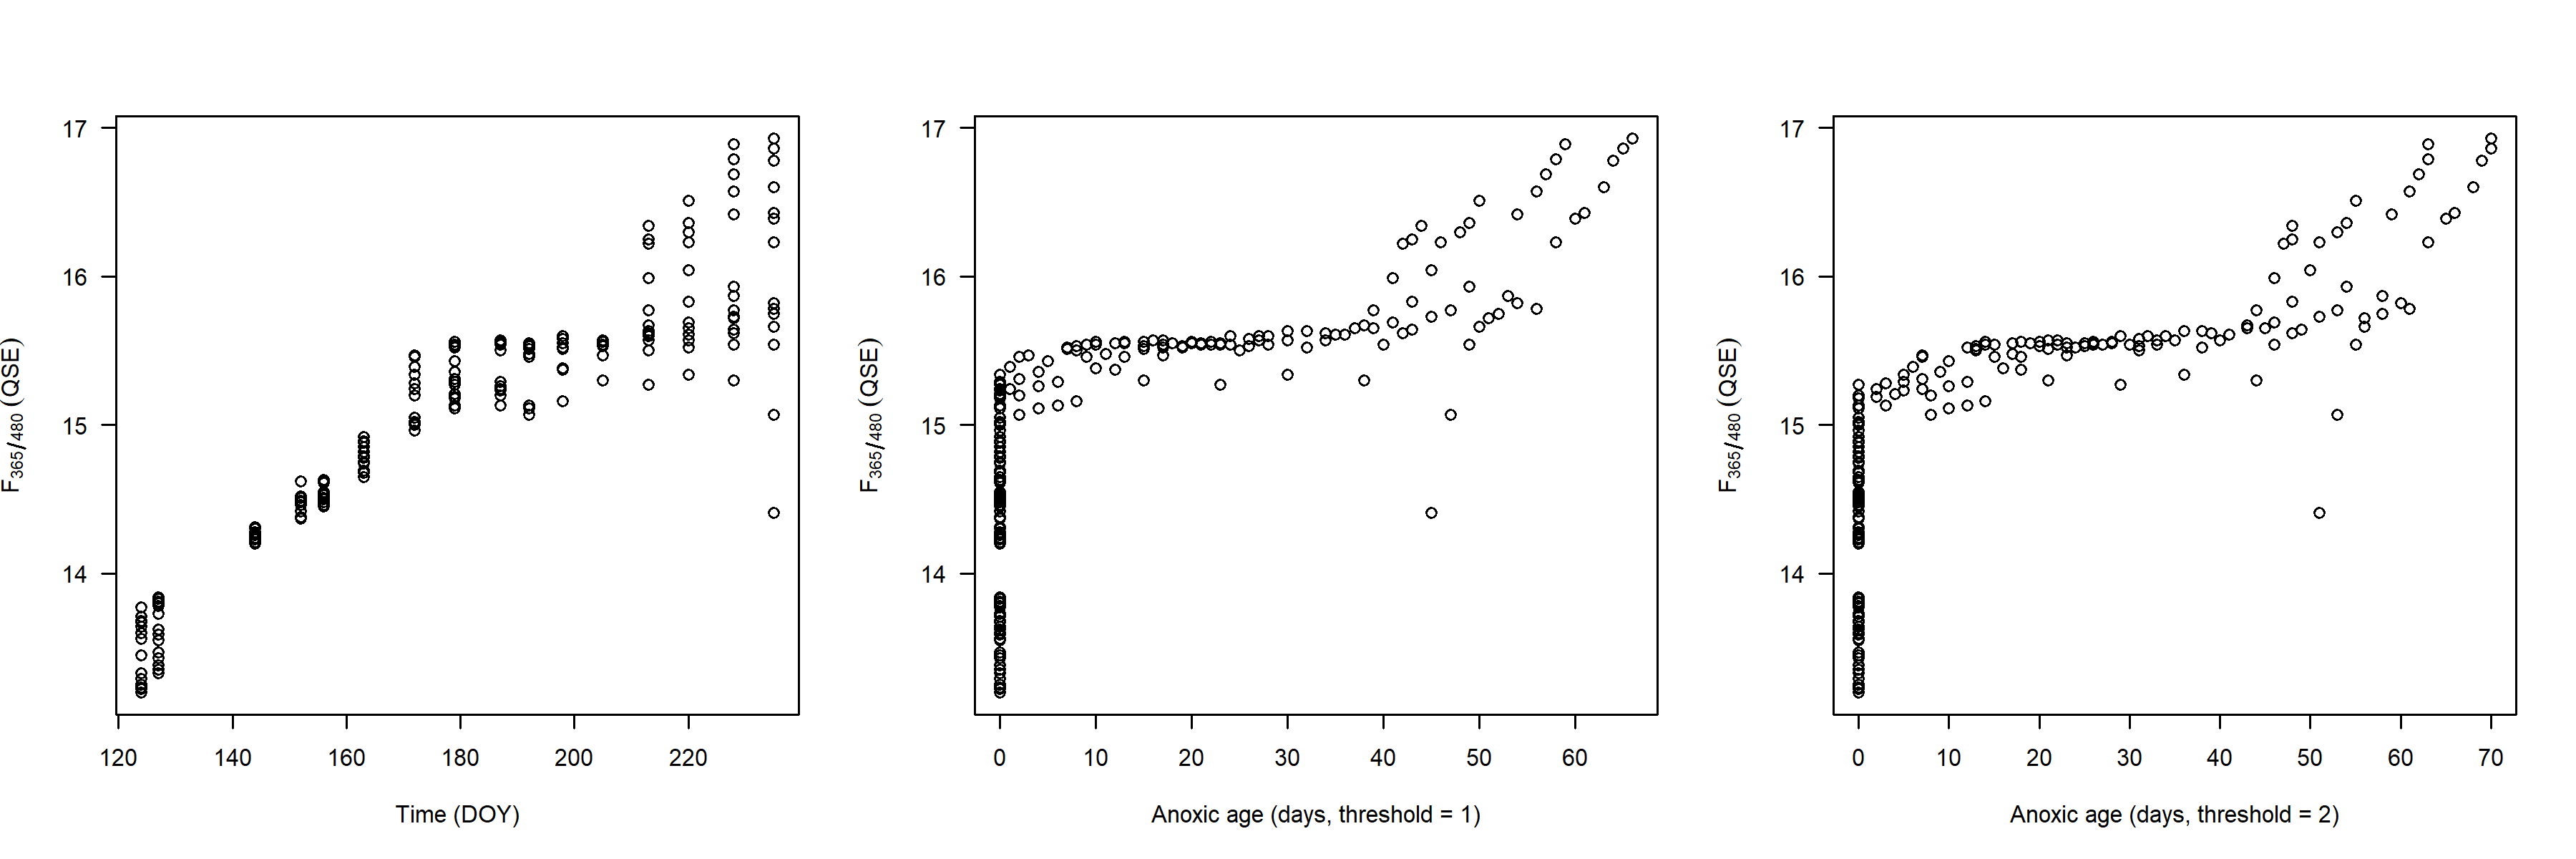 17
16
15
14
120 140 160 180 200 220
Time (DOY)
F365/480 (QSE)
17
16
15
14
0 10 20 30 40 50 60
Anoxic age (days, threshold = 1)
F365/480 (QSE)
17
16
15
14
0 10 20 30 40 50 60 70
Anoxic age (days, threshold = 2)
F365/480 (QSE)